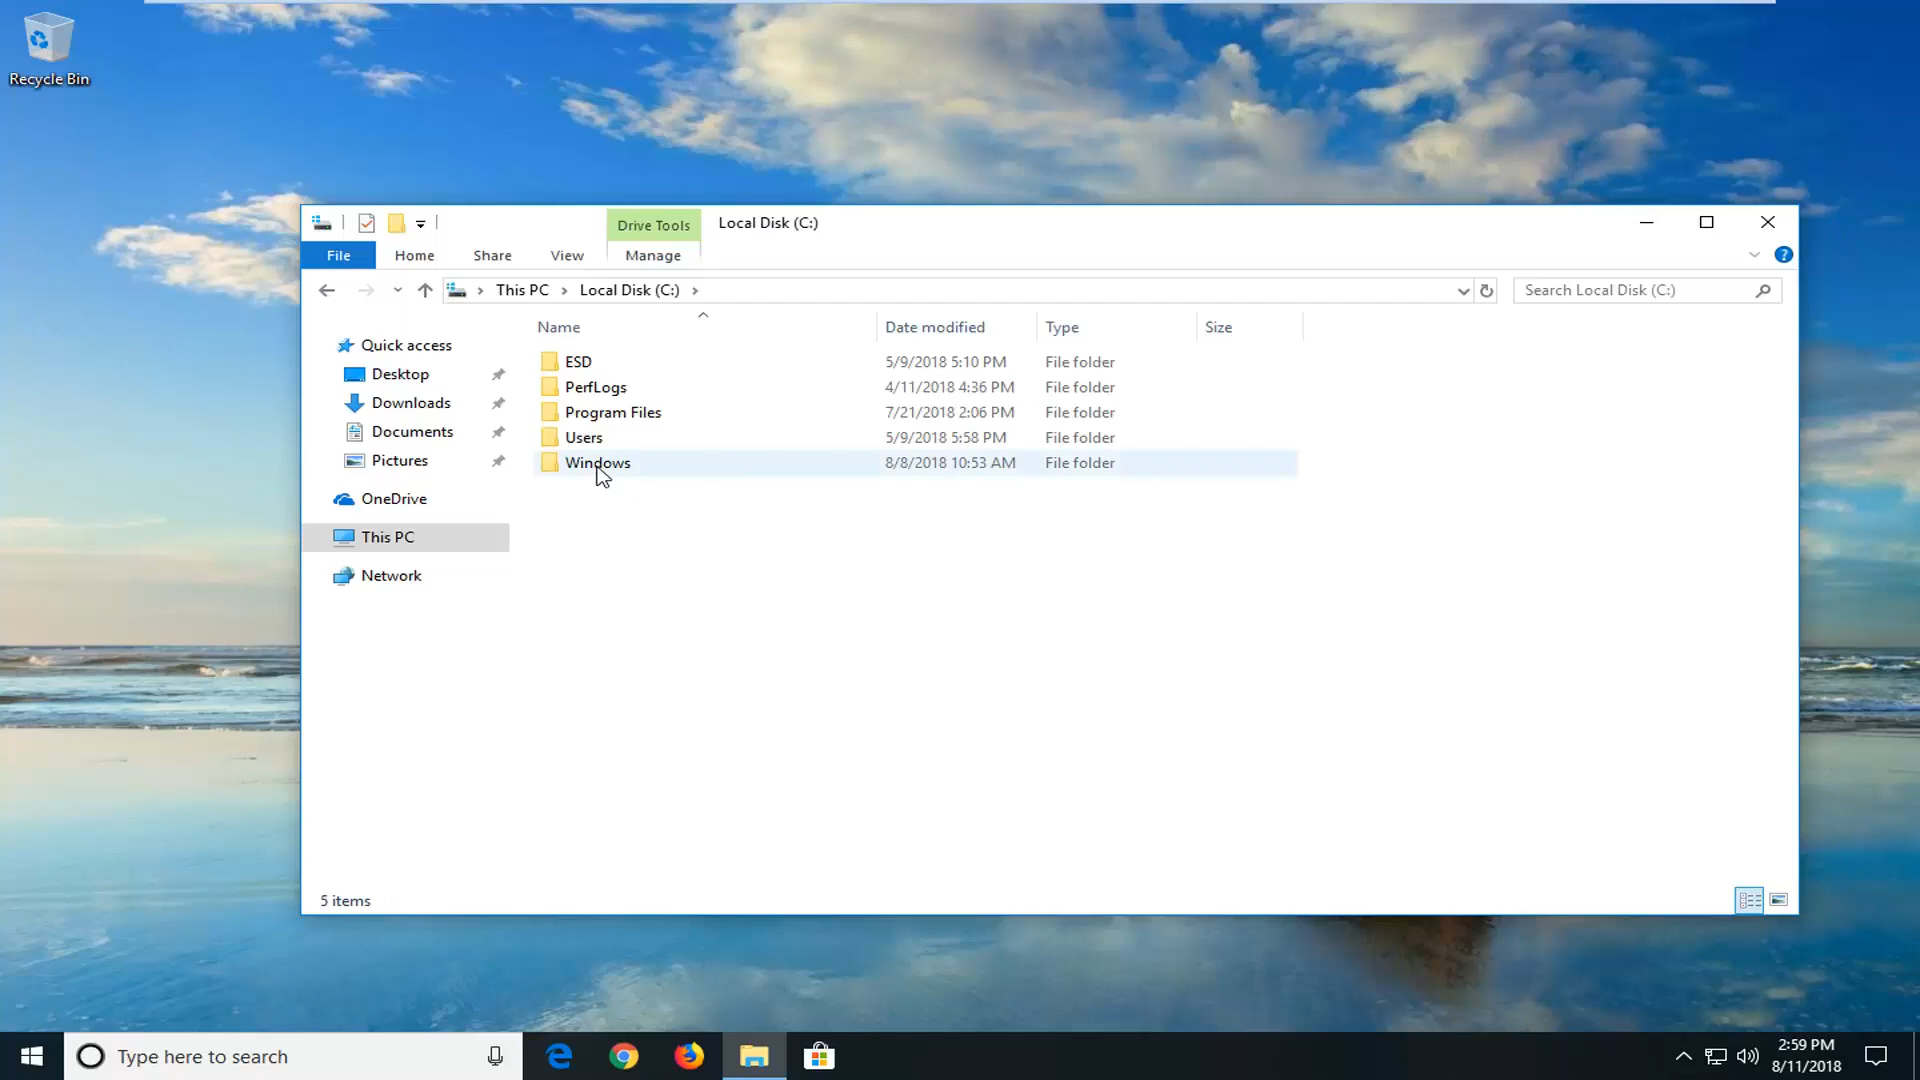 Recycle Bin
Drive Tools
Local Disk (C:)
File
Home
Share
View
Manage
?
This PC
Local Disk (C:)
Search Local Disk (C:)
Name
Date modified
Type
Size
Quick access
Desktop
Downloads
Documents
Pictures
OneDrive
This PC
Network
ESD 5/9/2018 5:10 PM File folder
PerfLogs 4/11/2018 4:36 PM File folder
Program Files 7/21/2018 2:06 PM File folder
Users 5/9/2018 5:58 PM File folder
Windows 8/8/2018 10:53 AM File folder
5 items
Type here to search
2:59 PM
8/11/2018